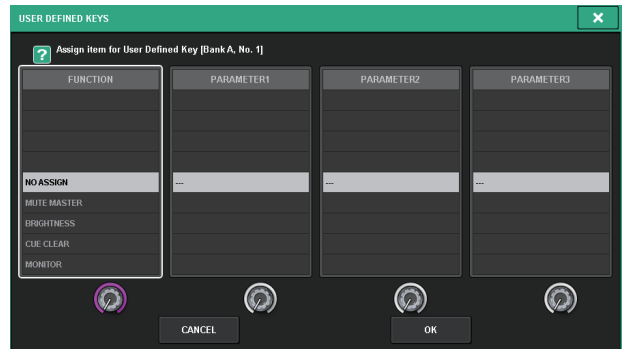 USER DEFINED KEYS
Assign item for User Defined Key [Bank A, No. 1]
FUNCTION PARAMETER1 PARAMETER2 PARAMETER3
NO ASSIGN --- --- ---
MUTE MASTER
BRIGHTNESS
CUE CLEAR
MONITOR
CANCEL OK